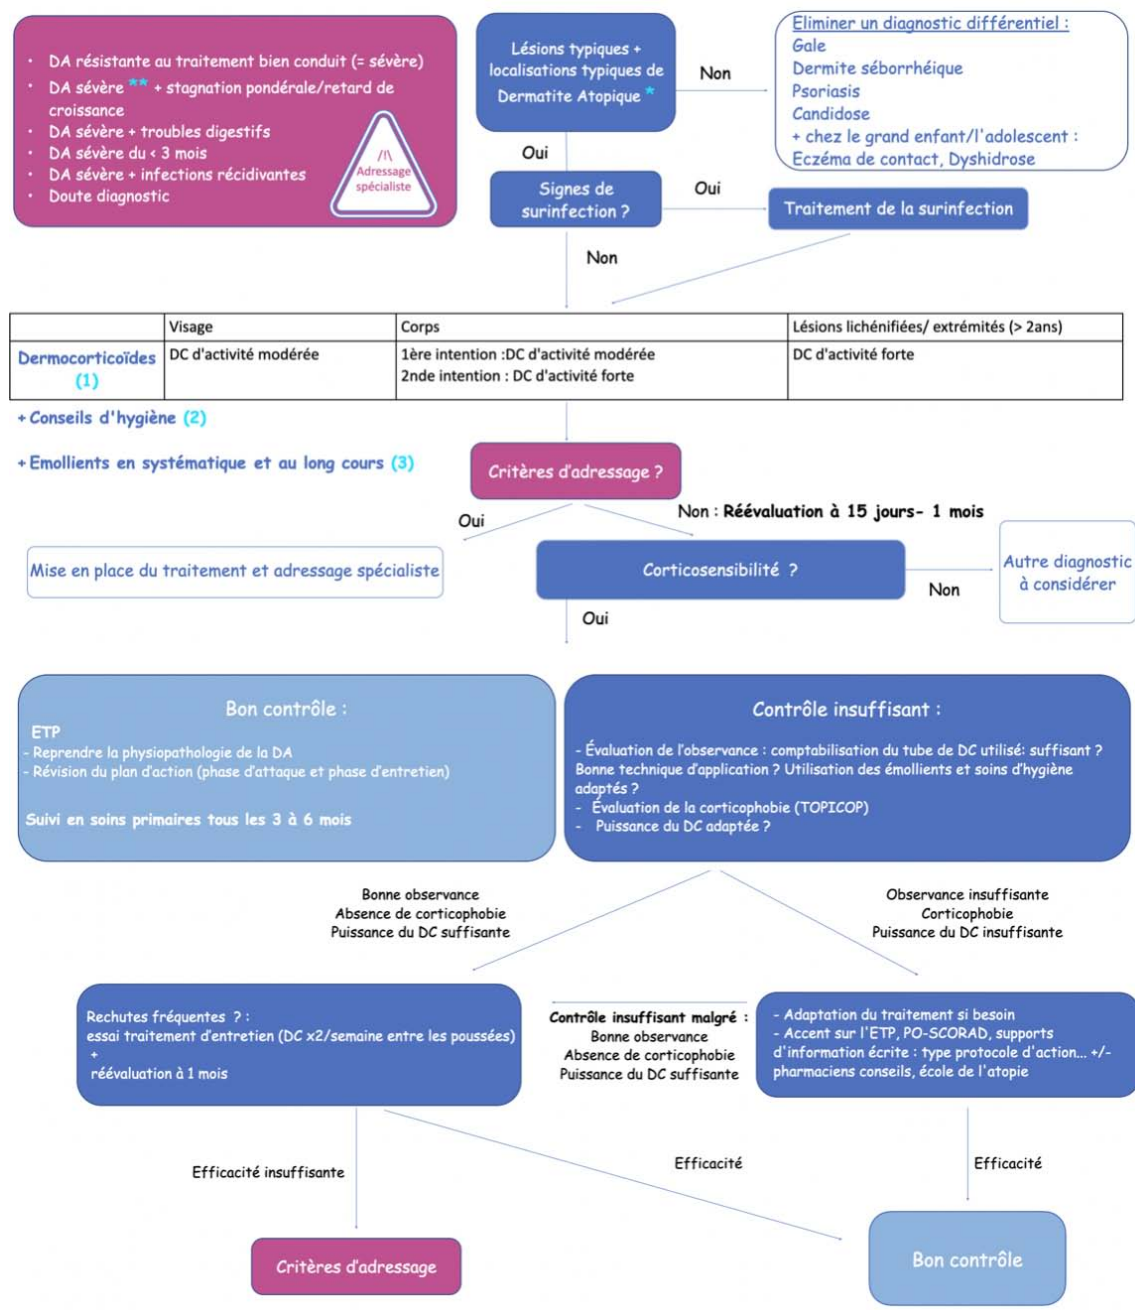 • DA résistante au traitement bien conduit (= sévère)
• DA sévère ** + stagnation pondérale/retard de
croissance
• DA sévère + troubles digestifs
• DA sévère du < 3 mois
• DA sévère + infections récidivantes
• Doute diagnostic
/!\
Adressage
spécialiste
Lésions typiques +
localisations typiques de
Dermatite Atopique *
Non
Eliminer un diagnostic différentiel :
Gale
Dermite séborrhéique
Psoriasis
Candidose
+ chez le grand enfant/l'adolescent :
Eczéma de contact, Dyshidrose
Oui
Signes de
surinfection ?
Oui
Traitement de la surinfection
Non
Visage
Corps
Lésions lichénifiées/ extrémités (> 2ans)
Dermocorticoïdes
(1)
DC d'activité modérée
1ère intention :DC d'activité modérée
2nde intention : DC d'activité forte
DC d'activité forte
+ Conseils d'hygiène (2)
+ Emollients en systématique et au long cours (3)
Critères d'adressage ?
Oui
Non : Réévaluation à 15 jours- 1 mois
Mise en place du traitement et adressage spécialiste
Corticosensibilité ?
Non
Autre diagnostic
à considérer
Oui
Bon contrôle :
ETP
- Reprendre la physiopathologie de la DA
- Révision du plan d'action (phase d'attaque et phase d'entretien)
Suivi en soins primaires tous les 3 à 6 mois
Contrôle insuffisant :
- Évaluation de l'observance : comptabilisation du tube de DC utilisé: suffisant ?
Bonne technique d'application ? Utilisation des émollients et soins d'hygiène
adaptés ?
- Évaluation de la corticophobie (TOPICOP)
- Puissance du DC adaptée ?
Bonne observance
Absence de corticophobie
Puissance du DC suffisante
Observance insuffisante
Corticophobie
Puissance du DC insuffisante
Rechutes fréquentes ? :
essai traitement d'entretien (DC x2/semaine entre les poussées)
+
réévaluation à 1 mois
Contrôle insuffisant malgré :
Bonne observance
Absence de corticophobie
Puissance du DC suffisante
- Adaptation du traitement si besoin
- Accent sur l'ETP, PO-SCORAD, supports
d'information écrite : type protocole d'action... +/-
pharmaciens conseils, école de l'atopie
Efficacité insuffisante
Efficacité
Efficacité
Critères d'adressage
Bon contrôle